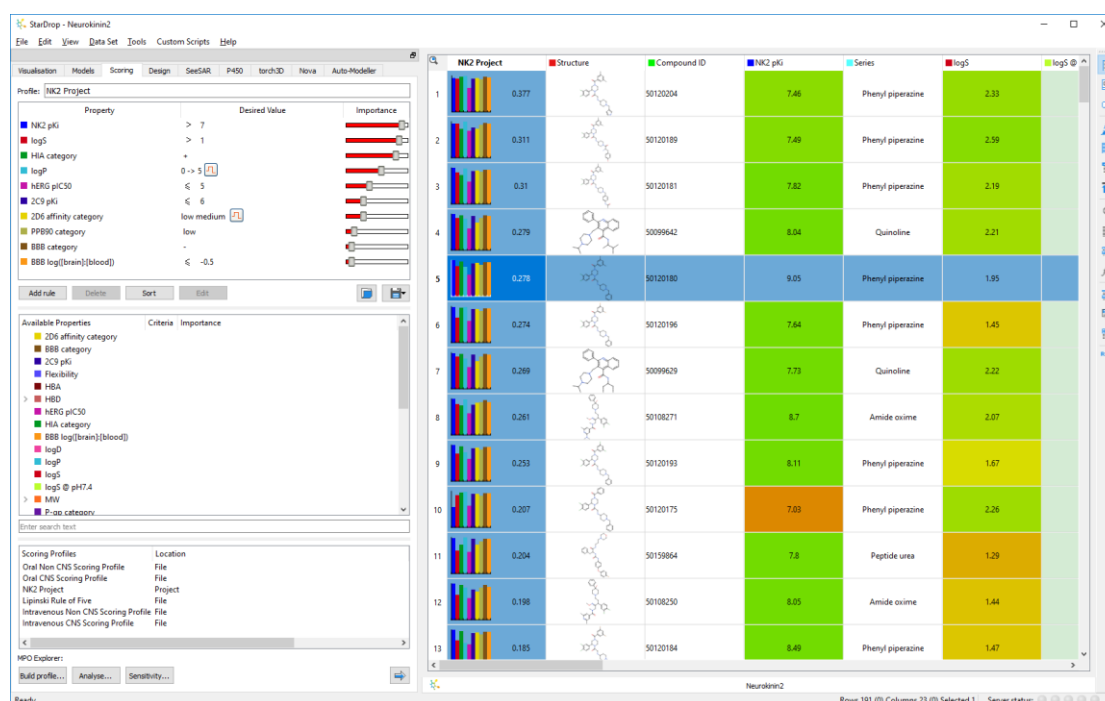 StarDrop - Neurokinin2
File Edit View Data Set Tools Custom Scripts Help
Visualisation Models Scoring Design SeeSAR P450 torch3D Nova Auto-Modeller
Profile: NK2 Project
Property Desired Value Importance
NK2 pKi > 7
logS > 1
HIA category +
logP 0 -> 5
hERG pIC50 ≤ 5
2C9 pKi ≤ 6
2D6 affinity category low medium
PPB90 category low
BBB category -
BBB log([brain]:[blood]) ≤ -0.5
Add rule Delete Sort Edit
Available Properties Criteria Importance
2D6 affinity category
BBB category
2C9 pKi
Flexibility
HBA
HBD
hERG pIC50
HIA category
BBB log([brain]:[blood])
logD
logP
logS
logS @ pH7.4
MW
P-gp category
Enter search text
Scoring Profiles Location
Oral Non CNS Scoring Profile File
Oral CNS Scoring Profile File
NK2 Project Project
Lipinski Rule of Five File
Intravenous Non CNS Scoring Profile File
Intravenous CNS Scoring Profile File
MPO Explorer:
Build profile... Analyse... Sensitivity...
Ready
NK2 Project Structure Compound ID NK2 pKi Series logS logS @
1 0.377 50120204 7.46 Phenyl piperazine 2.33
2 0.311 50120189 7.49 Phenyl piperazine 2.59
3 0.31 50120181 7.82 Phenyl piperazine 2.19
4 0.279 50099642 8.04 Quinoline 2.21
5 0.278 50120180 9.05 Phenyl piperazine 1.95
6 0.274 50120196 7.64 Phenyl piperazine 1.45
7 0.269 50099629 7.73 Quinoline 2.22
8 0.261 50108271 8.7 Amide oxime 2.07
9 0.253 50120193 8.11 Phenyl piperazine 1.67
10 0.207 50120175 7.03 Phenyl piperazine 2.26
11 0.204 50159864 7.8 Peptide urea 1.29
12 0.198 50108250 8.05 Amide oxime 1.44
13 0.185 50120184 8.49 Phenyl piperazine 1.47
Neurokinin2
Rows 191 (0) Columns 23 (0) Selected 1 Server status: